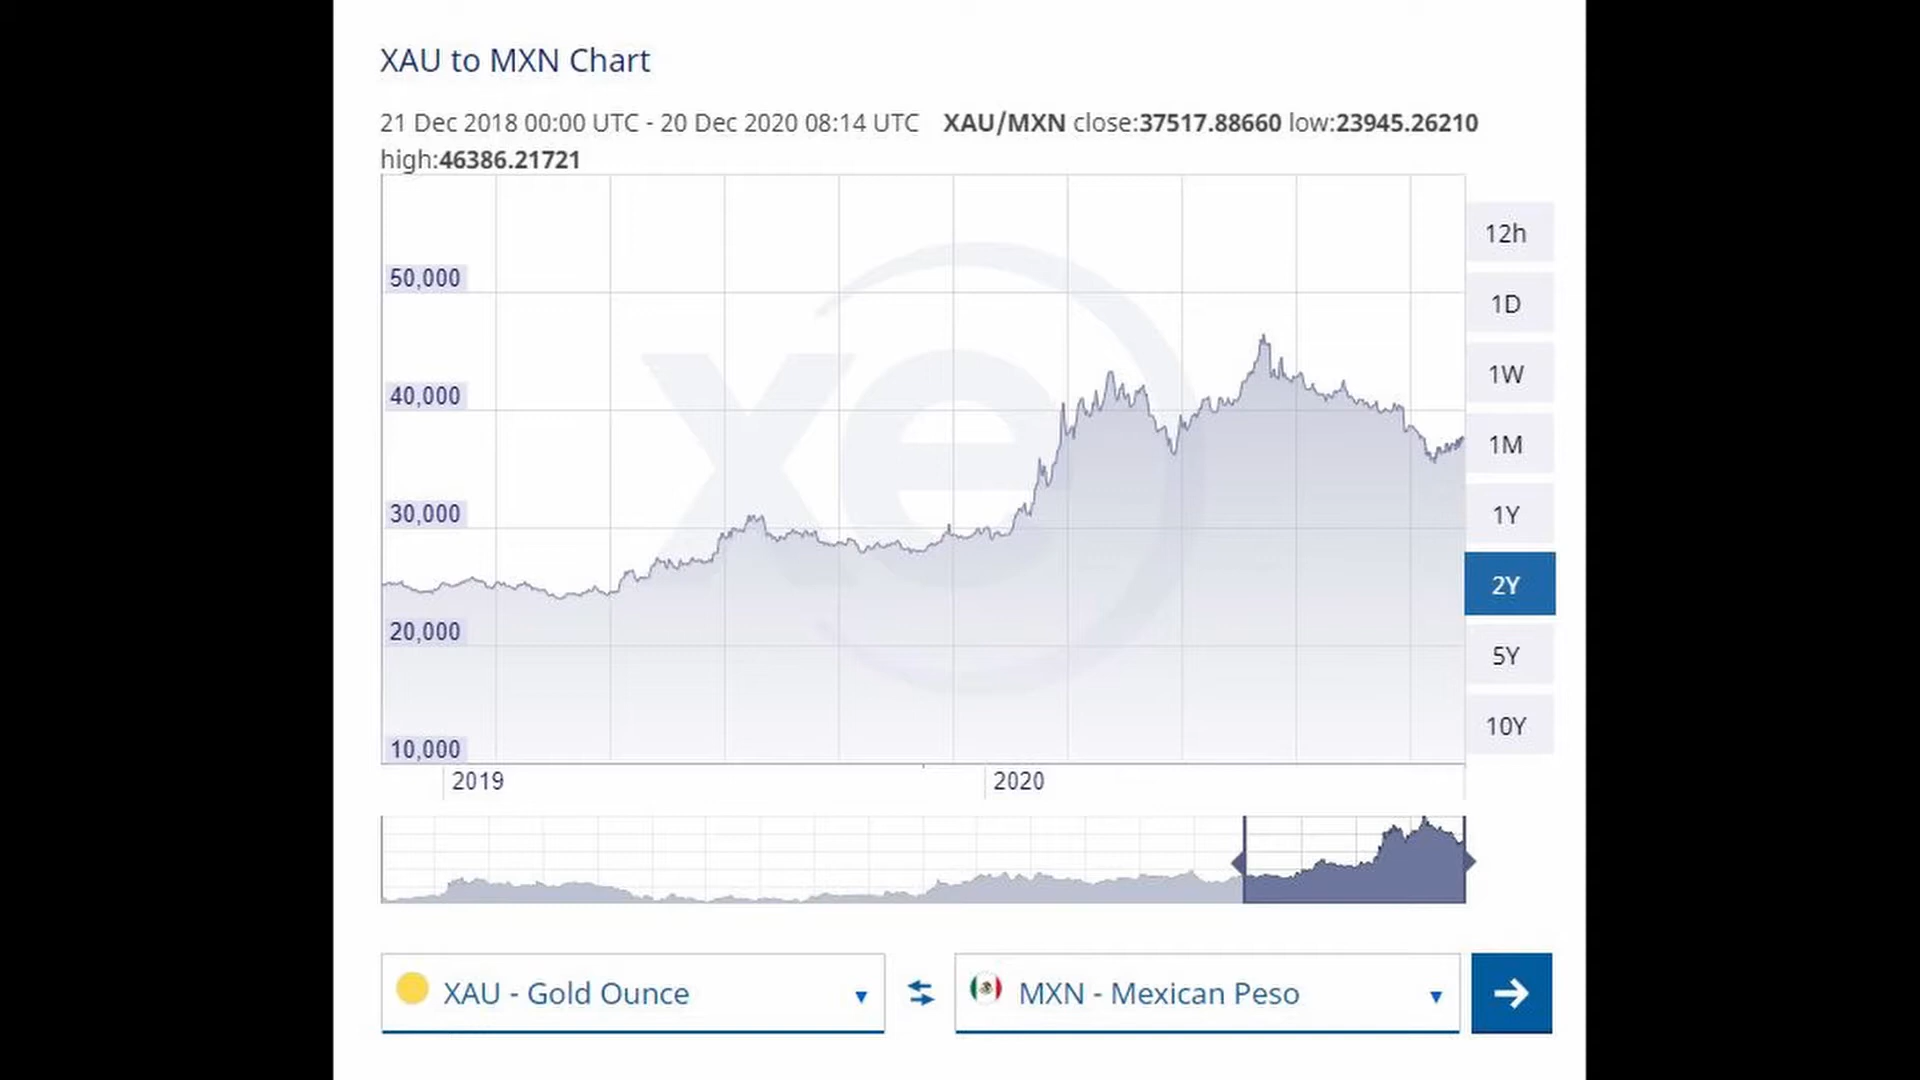 XAU to MXN Chart
21 Dec 2018 00:00 UTC - 20 Dec 2020 08:14 UTC XAU/MXN close:37517.88660 low:23945.26210
high:46386.21721
xe
50,000
40,000
30,000
20,000
10,000
2019 2020
12h
1D
1W
1M
1Y
2Y
5Y
10Y
XAU - Gold Ounce
MXN - Mexican Peso